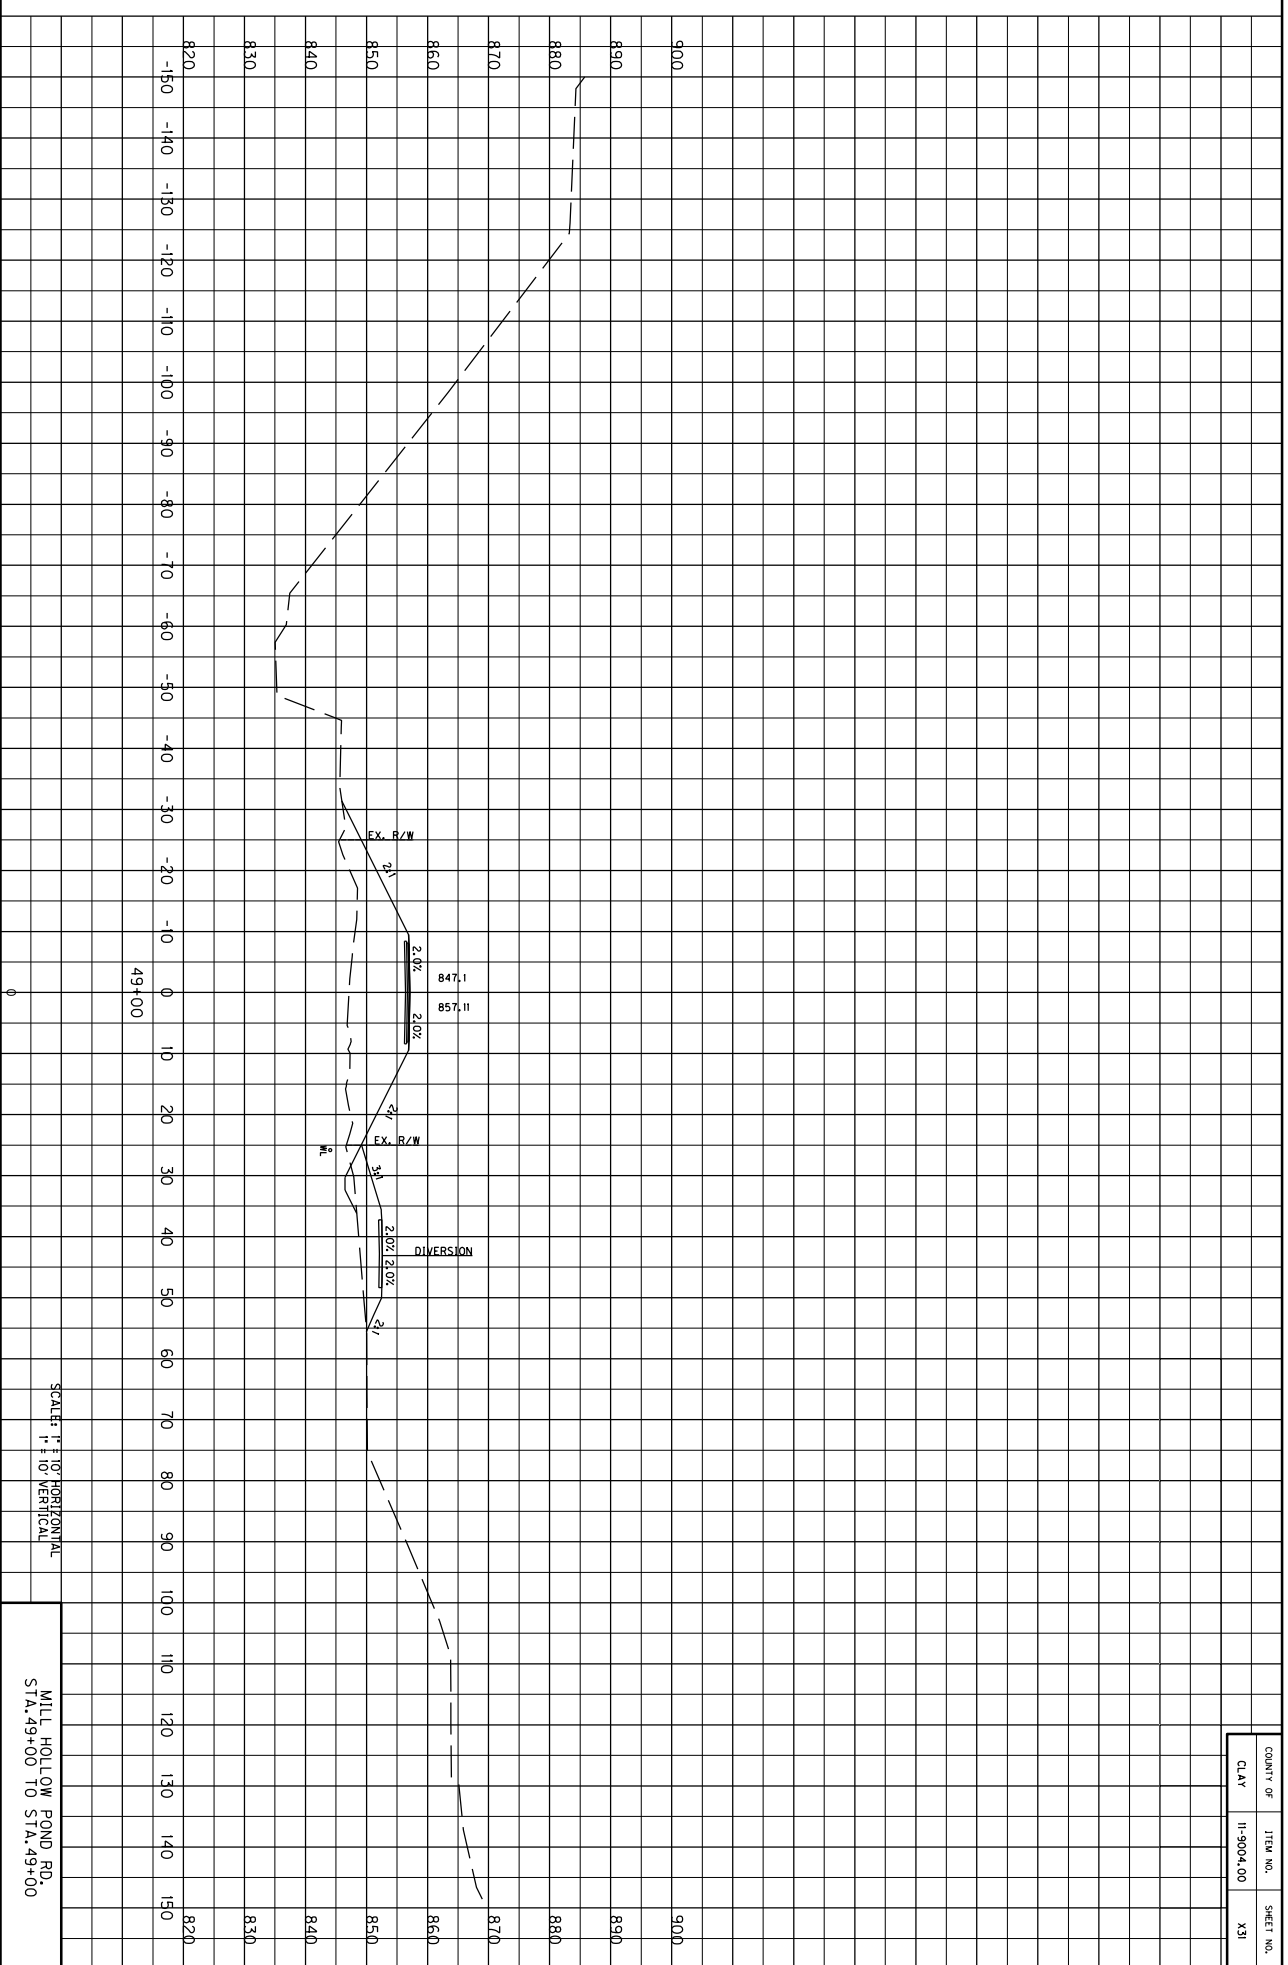 COUNTY OF ITEM NO. SHEET NO.
CLAY 11-9004.00 X31
900 900
890 890
880 880
870 870
860 860
850 850
840 840
830 830
820 820
847.1 857.11
2.0% 2.0%
EX. R/W EX. R/W
2:1 2:1 3:1
DIVERSION
2.0% 2.0%
2:1
WL
-150 -140 -130 -120 -110 -100 -90 -80 -70 -60 -50 -40 -30 -20 -10 0 10 20 30 40 50 60 70 80 90 100 110 120 130 140 150
49+00
SCALE: 1" = 10' HORIZONTAL
1" = 10' VERTICAL
MILL HOLLOW POND RD.
STA. 49+00 TO STA. 49+00
0